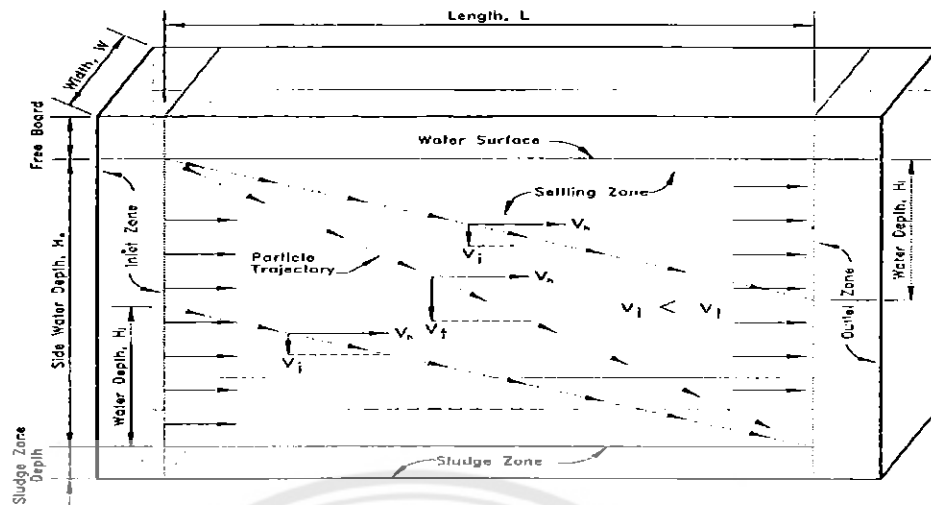 Length, L
Width, W
Free Board
Water Surface
Settling Zone
Inlet Zone
Side Water Depth, Ho
Particle
Trajectory
Vh
Vi
Vh
Vt
Vh
Vi
Vi < Vt
Water Depth, Hi
Outlet Zone
Water Depth, Hi
Sludge Zone
Sludge Zone
Depth